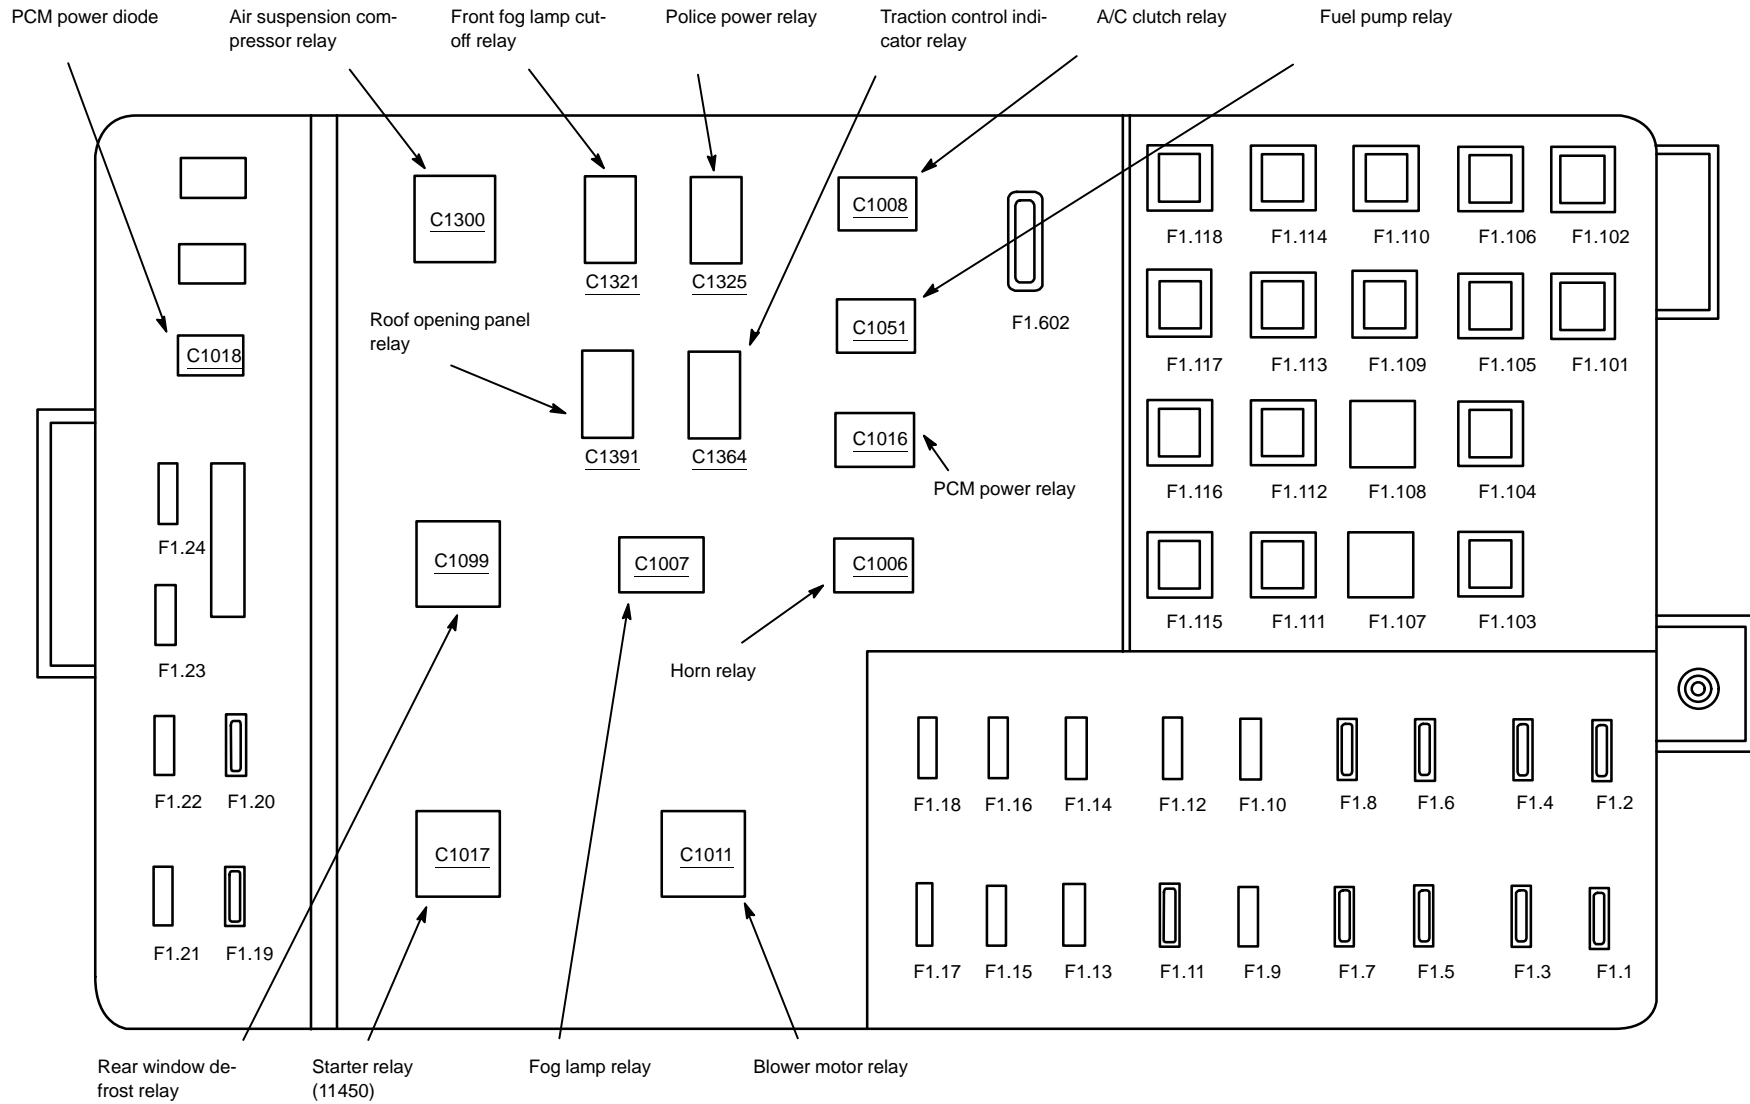 PCM power diode
Air suspension com-
pressor relay
Front fog lamp cut-
off relay
Police power relay
Traction control indi-
cator relay
A/C clutch relay
Fuel pump relay
C1300
C1008
F1.118 F1.114 F1.110 F1.106 F1.102
C1321 C1325
Roof opening panel
relay
C1051
F1.602
C1018
F1.117 F1.113 F1.109 F1.105 F1.101
C1016
C1391 C1364
PCM power relay
F1.116 F1.112 F1.108 F1.104
F1.24
C1099
C1007
C1006
F1.115 F1.111 F1.107 F1.103
F1.23
Horn relay
F1.22 F1.20
F1.18 F1.16 F1.14 F1.12 F1.10 F1.8 F1.6 F1.4 F1.2
C1017
C1011
F1.21 F1.19
F1.17 F1.15 F1.13 F1.11 F1.9 F1.7 F1.5 F1.3 F1.1
Rear window de-
frost relay
Starter relay
(11450)
Fog lamp relay
Blower motor relay